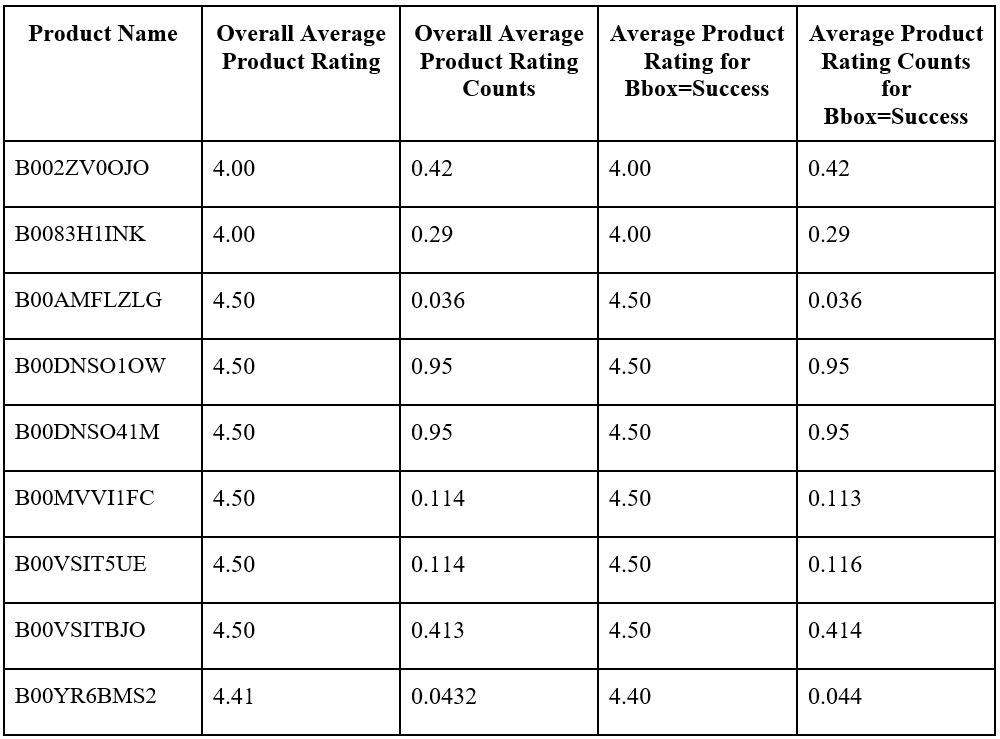 Product Name Overall Average Product Rating Overall Average Product Rating Counts Average Product Rating for Bbox=Success Average Product Rating Counts for Bbox=Success
B002ZV0OJO 4.00 0.42 4.00 0.42
B0083H1INK 4.00 0.29 4.00 0.29
B00AMFLZLG 4.50 0.036 4.50 0.036
B00DNSO1OW 4.50 0.95 4.50 0.95
B00DNSO41M 4.50 0.95 4.50 0.95
B00MVVI1FC 4.50 0.114 4.50 0.113
B00VSIT5UE 4.50 0.114 4.50 0.116
B00VSITBJO 4.50 0.413 4.50 0.414
B00YR6BMS2 4.41 0.0432 4.40 0.044